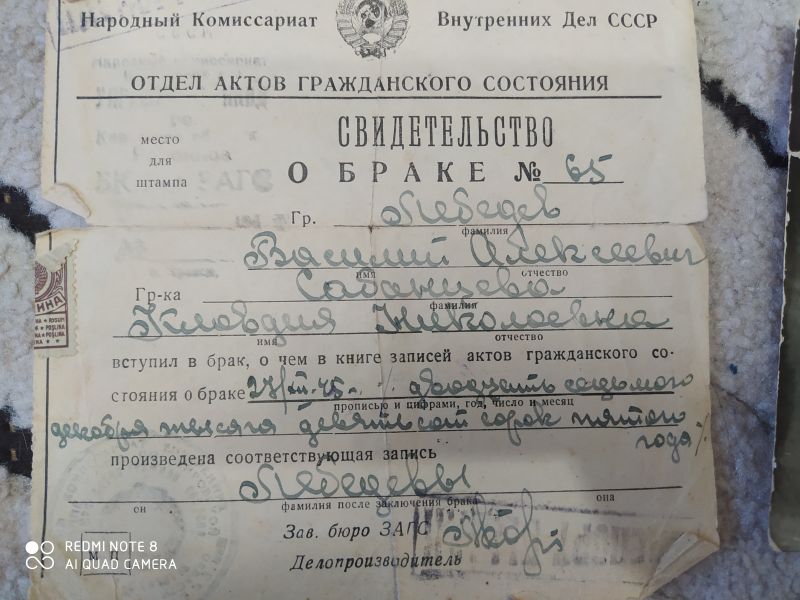 Народный Комиссариат Внутренних Дел СССР
ОТДЕЛ АКТОВ ГРАЖДАНСКОГО СОСТОЯНИЯ
место для штампа
СВИДЕТЕЛЬСТВО
О БРАКЕ № 65
Гр. Лебедев
фамилия
Василий Алексеевич
имя отчество
Гр-ка Сабанцева
фамилия
Клавдия Николаевна
имя отчество
вступил в брак, о чем в книге записей актов гражданского со-
стояния о браке 27/XII-45 двадцать седьмого
прописью и цифрами, год, число и месяц
декабря тысяча девятьсот сорок пятого
года
произведена соответствующая запись
Лебедевы
он фамилия после заключения брака она
Зав. бюро ЗАГС
Делопроизводитель
REDMI NOTE 8
AI QUAD CAMERA